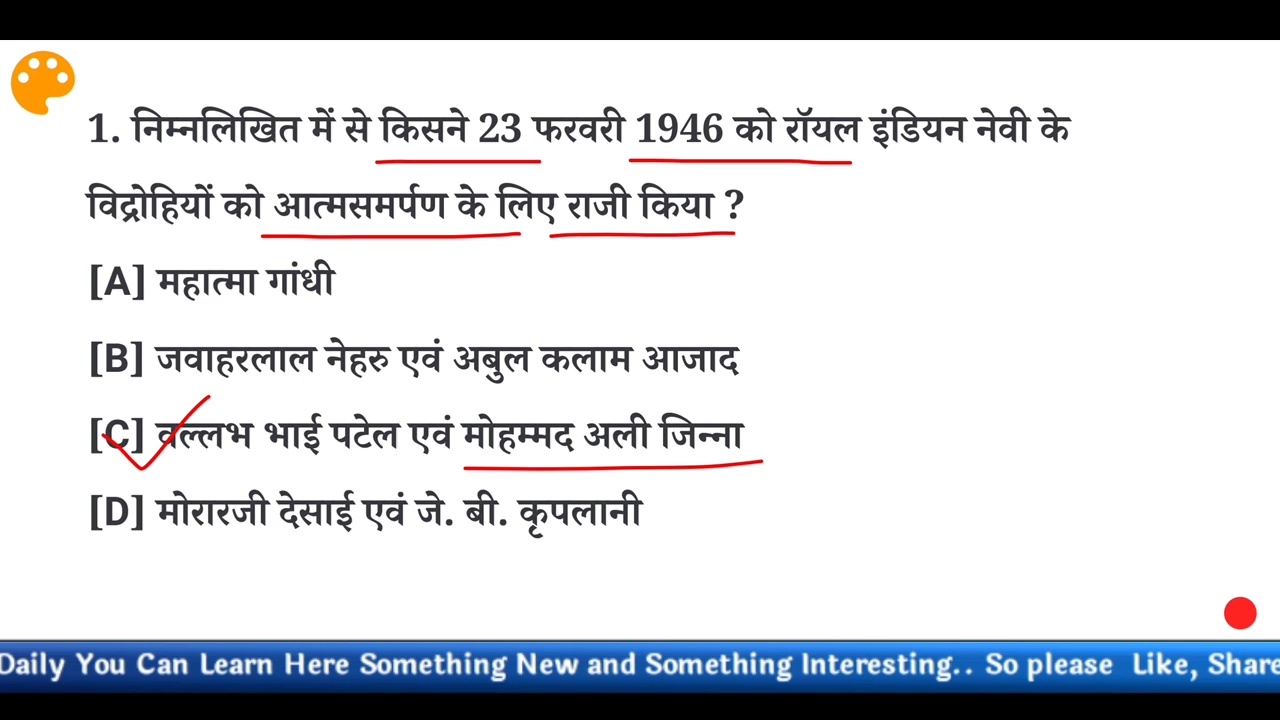 1. निम्नलिखित में से किसने 23 फरवरी 1946 को रॉयल इंडियन नेवी के
विद्रोहियों को आत्मसमर्पण के लिए राजी किया ?
[A] महात्मा गांधी
[B] जवाहरलाल नेहरु एवं अबुल कलाम आजाद
[C] वल्लभ भाई पटेल एवं मोहम्मद अली जिन्ना
[D] मोरारजी देसाई एवं जे. बी. कृपलानी
Daily You Can Learn Here Something New and Something Interesting.. So please Like, Share